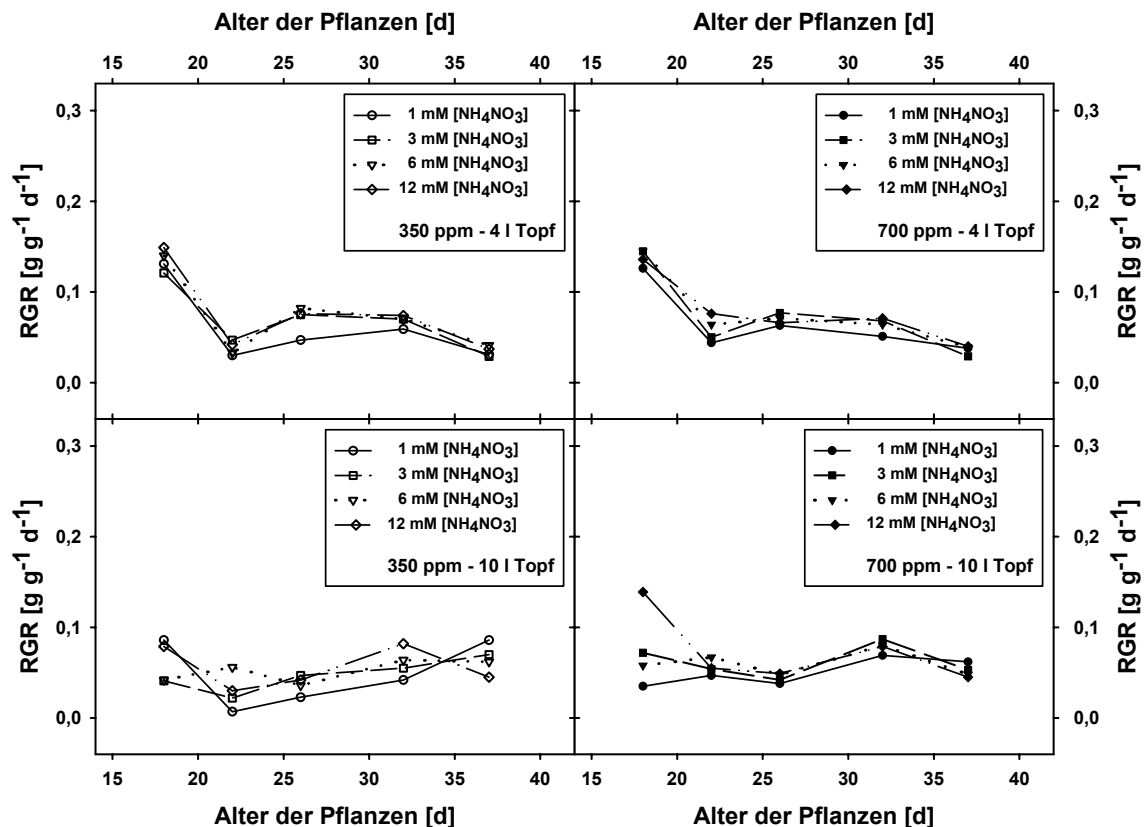 Alter der Pflanzen [d]
Alter der Pflanzen [d]
15 20 25 30 35 40
15 20 25 30 35 40
RGR [g g⁻¹ d⁻¹]
0,3
0,2
0,1
0,0
1 mM [NH₄NO₃]
3 mM [NH₄NO₃]
6 mM [NH₄NO₃]
12 mM [NH₄NO₃]
350 ppm - 4 l Topf
1 mM [NH₄NO₃]
3 mM [NH₄NO₃]
6 mM [NH₄NO₃]
12 mM [NH₄NO₃]
700 ppm - 4 l Topf
0,3
0,2
0,1
0,0
RGR [g g⁻¹ d⁻¹]
RGR [g g⁻¹ d⁻¹]
0,3
0,2
0,1
0,0
1 mM [NH₄NO₃]
3 mM [NH₄NO₃]
6 mM [NH₄NO₃]
12 mM [NH₄NO₃]
350 ppm - 10 l Topf
1 mM [NH₄NO₃]
3 mM [NH₄NO₃]
6 mM [NH₄NO₃]
12 mM [NH₄NO₃]
700 ppm - 10 l Topf
0,3
0,2
0,1
0,0
RGR [g g⁻¹ d⁻¹]
15 20 25 30 35 40
15 20 25 30 35 40
Alter der Pflanzen [d]
Alter der Pflanzen [d]